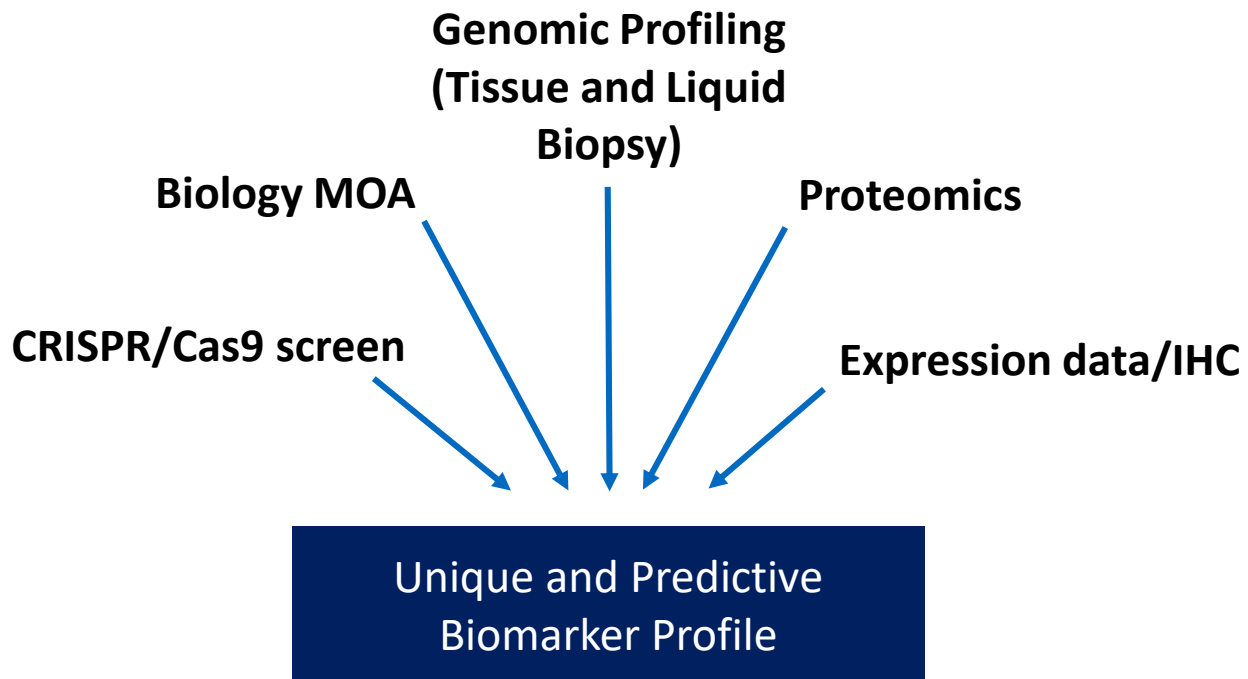 Genomic Profiling
(Tissue and Liquid
Biopsy)
Biology MOA
Proteomics
CRISPR/Cas9 screen
Expression data/IHC
Unique and Predictive
Biomarker Profile